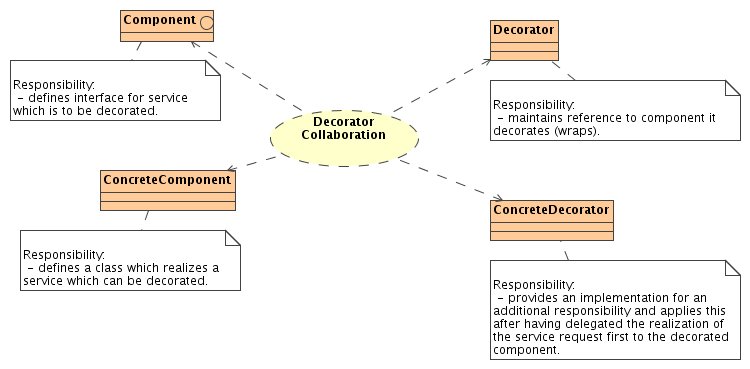 Component
Responsibility:
- defines interface for service
which is to be decorated.
Decorator
Responsibility:
- maintains reference to component it
decorates (wraps).
Decorator
Collaboration
ConcreteComponent
Responsibility:
- defines a class which realizes a
service which can be decorated.
ConcreteDecorator
Responsibility:
- provides an implementation for an
additional responsibility and applies this
after having delegated the realization of
the service request first to the decorated
component.